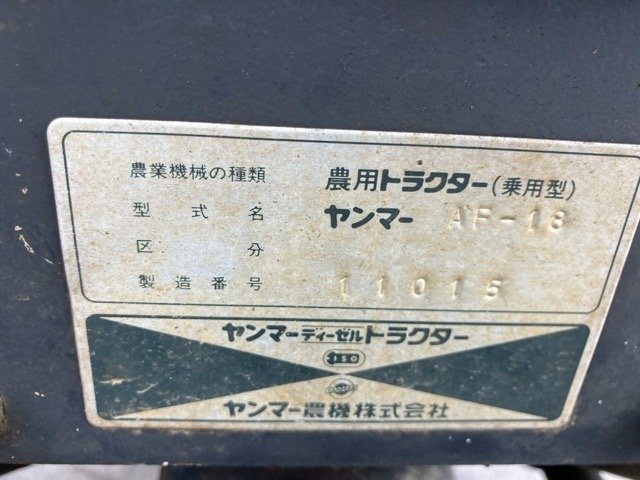 農業機械の種類 農用トラクター(乗用型)
型式名 ヤンマー AF-18
区分
製造番号 11015
ヤンマーディーゼルトラクター
ヤンマー農機株式会社